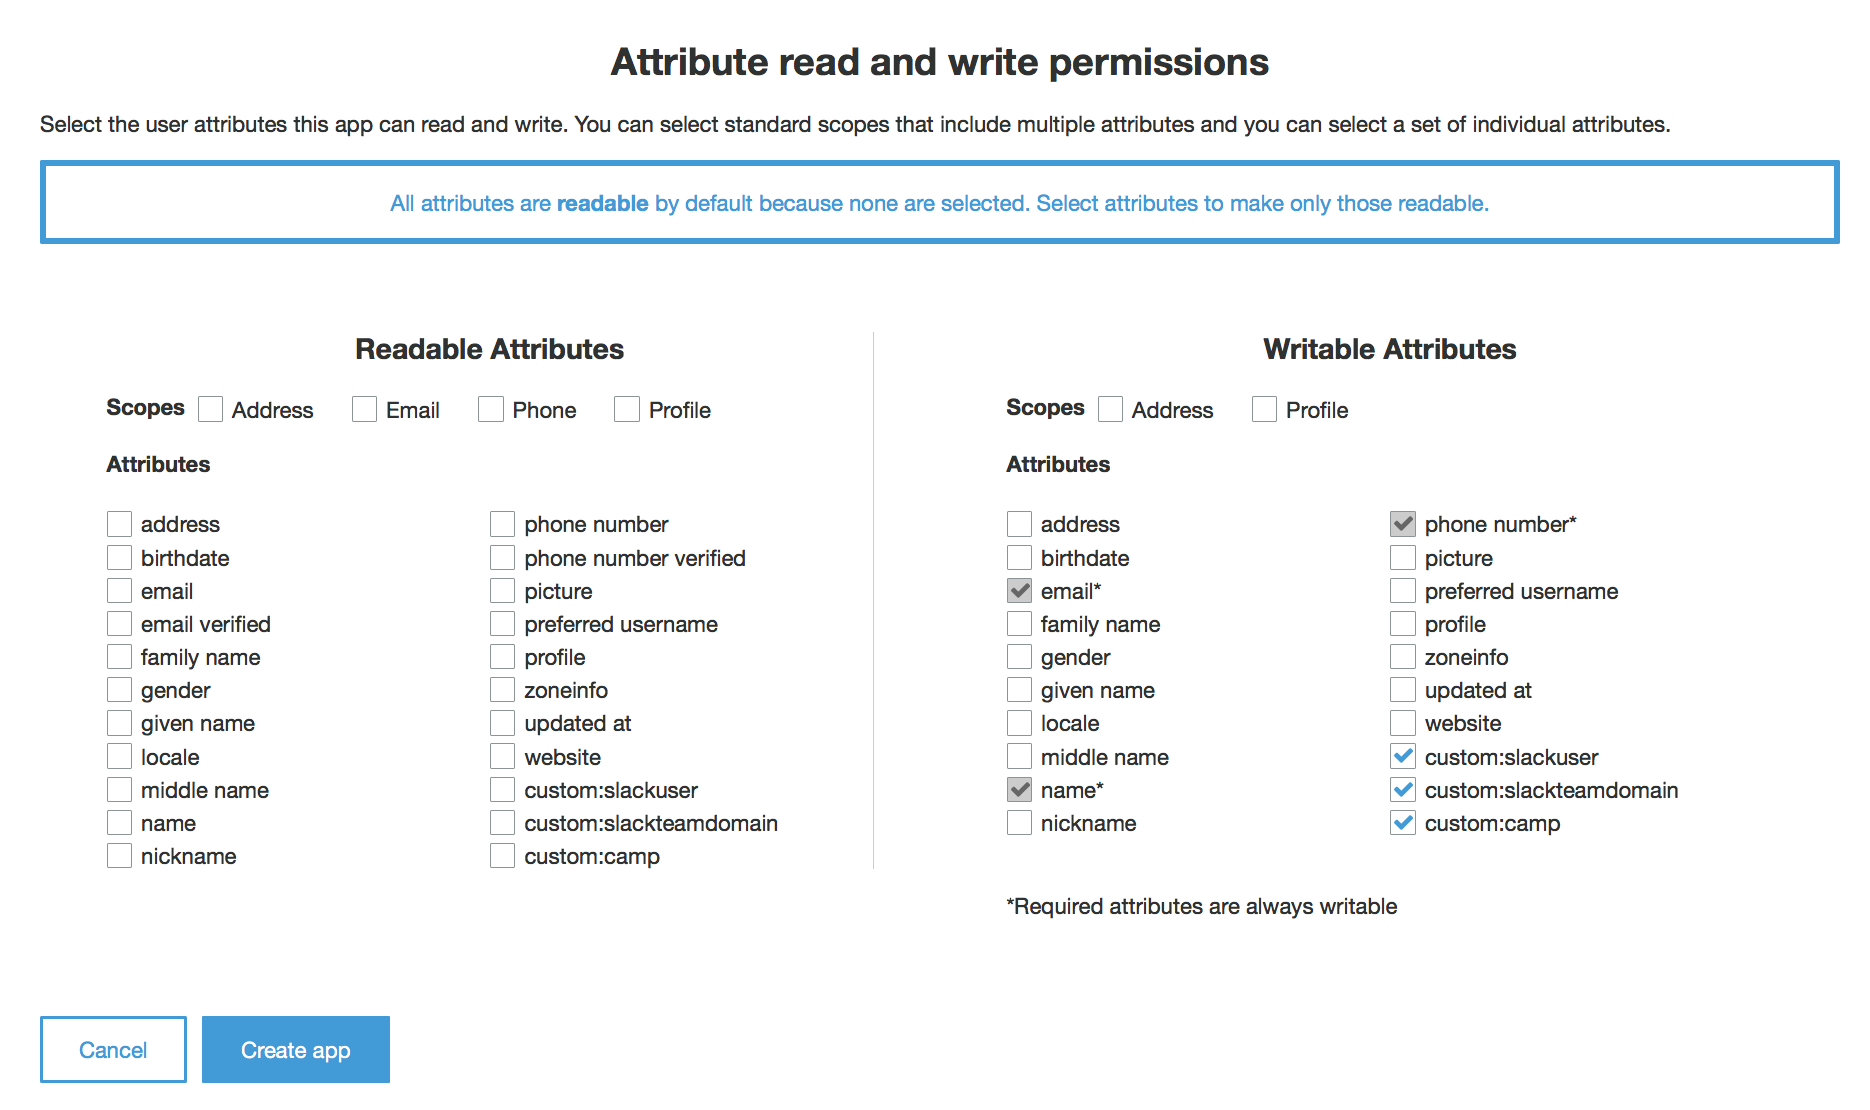 Attribute read and write permissions
Select the user attributes this app can read and write. You can select standard scopes that include multiple attributes and you can select a set of individual attributes.
All attributes are readable by default because none are selected. Select attributes to make only those readable.
Readable Attributes
Scopes Address Email Phone Profile
Attributes
address
birthdate
email
email verified
family name
gender
given name
locale
middle name
name
nickname
phone number
phone number verified
picture
preferred username
profile
zoneinfo
updated at
website
custom:slackuser
custom:slackteamdomain
custom:camp
Writable Attributes
Scopes Address Profile
Attributes
address
birthdate
email*
family name
gender
given name
locale
middle name
name*
nickname
phone number*
picture
preferred username
profile
zoneinfo
updated at
website
custom:slackuser
custom:slackteamdomain
custom:camp
*Required attributes are always writable
Cancel
Create app